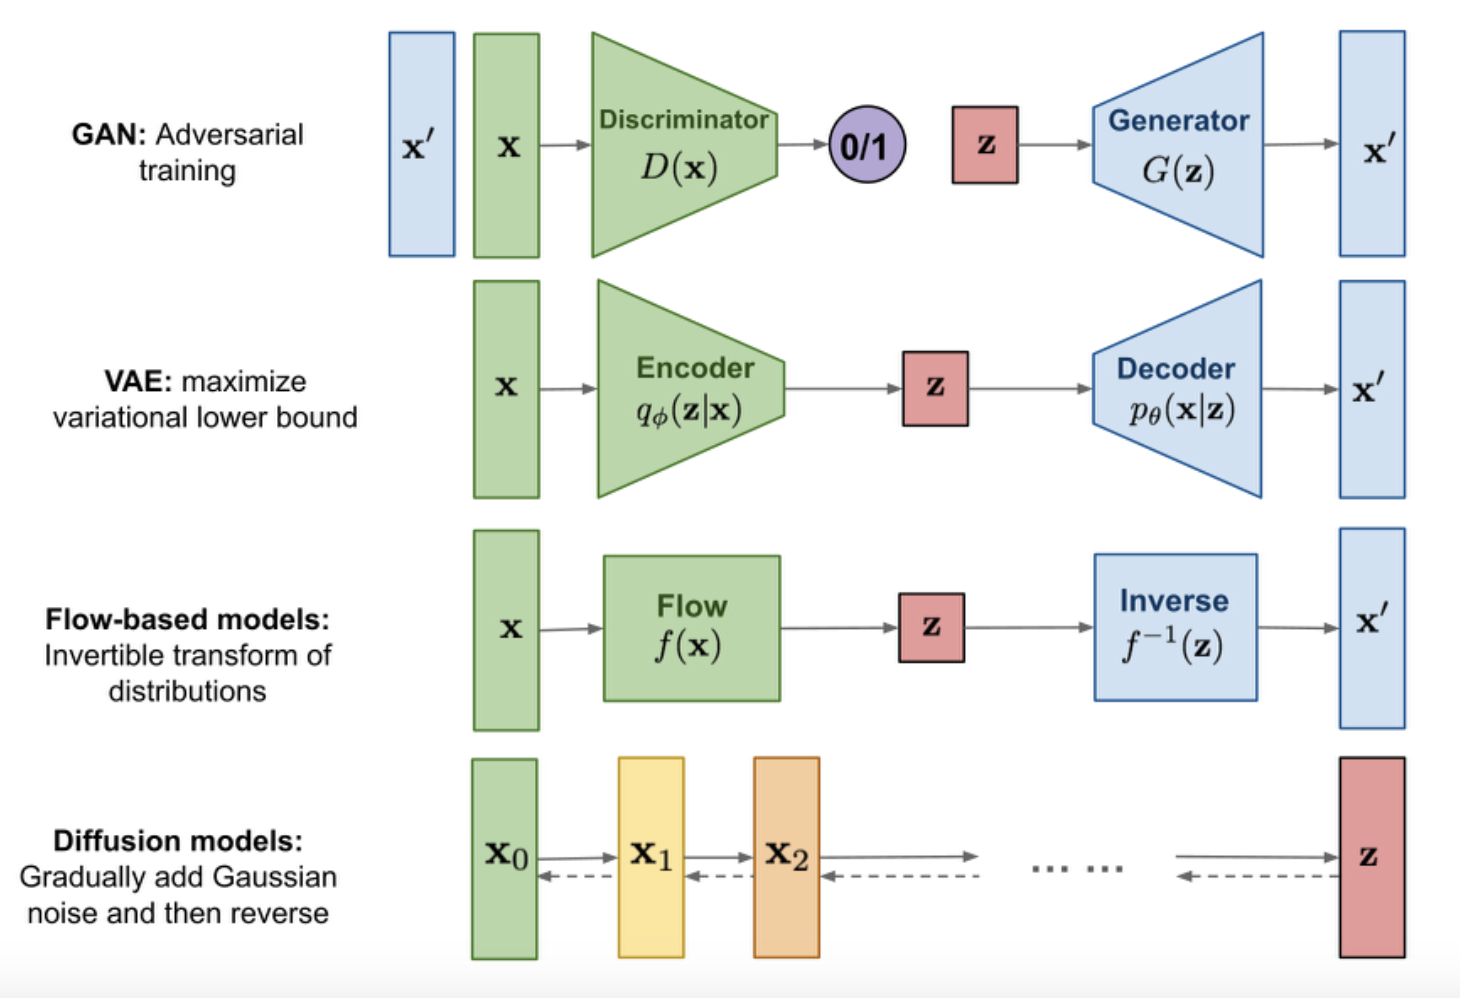 GAN: Adversarial
training
x′
x
Discriminator
D(x)
0/1
z
Generator
G(z)
x′
VAE: maximize
variational lower bound
x
Encoder
qϕ(z|x)
z
Decoder
pθ(x|z)
x′
Flow-based models:
Invertible transform of
distributions
x
Flow
f(x)
z
Inverse
f⁻¹(z)
x′
Diffusion models:
Gradually add Gaussian
noise and then reverse
x₀
x₁
x₂
... ...
z